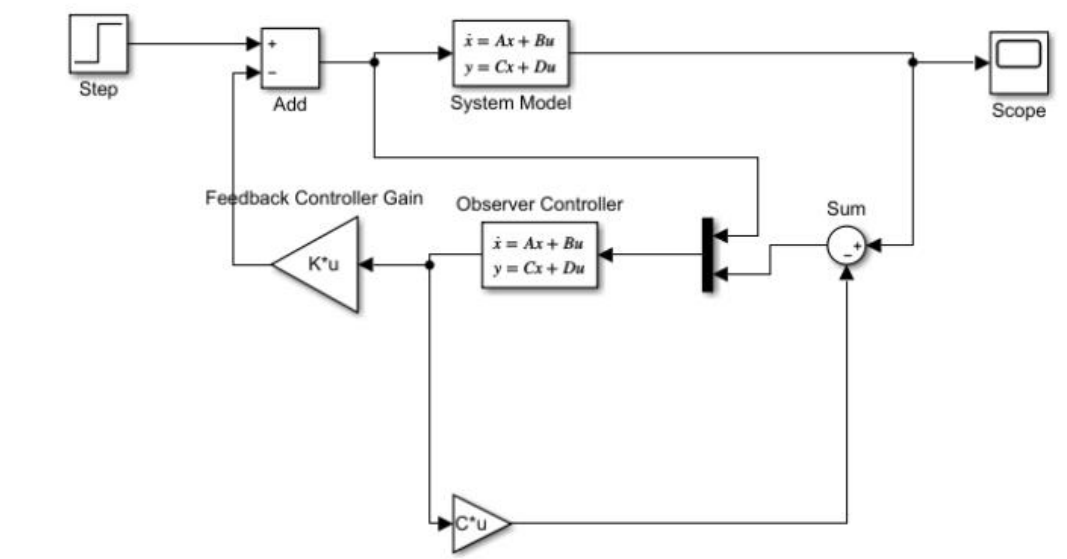 Step
+
−
Add
ẋ = Ax + Bu
y = Cx + Du
System Model
Scope
Feedback Controller Gain
K*u
Observer Controller
ẋ = Ax + Bu
y = Cx + Du
Sum
+
−
C*u